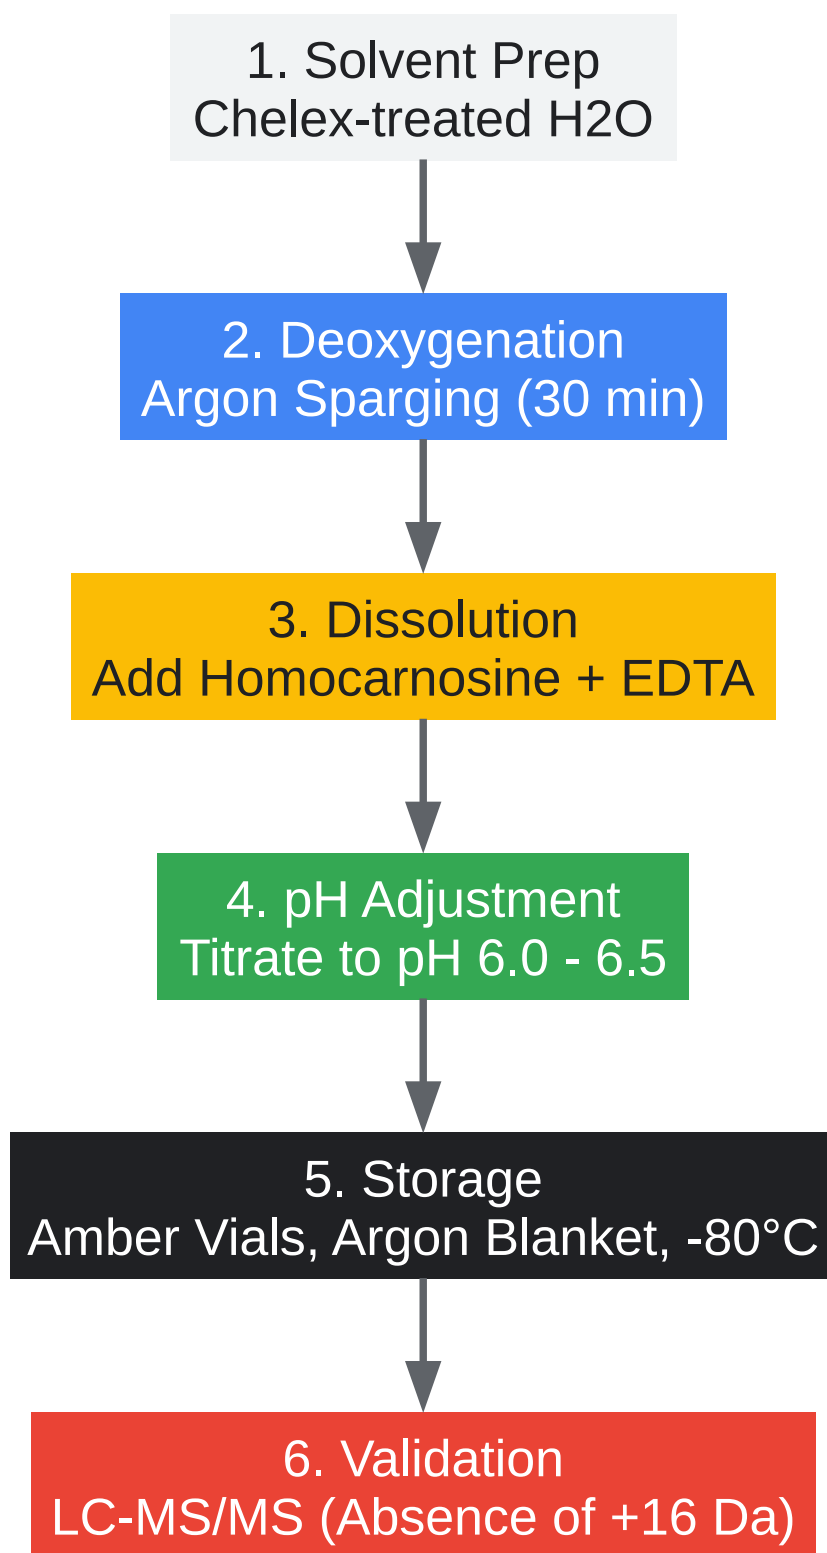 1. Solvent Prep
Chelex-treated H2O
2. Deoxygenation
Argon Sparging (30 min)
3. Dissolution
Add Homocarnosine + EDTA
4. pH Adjustment
Titrate to pH 6.0 - 6.5
5. Storage
Amber Vials, Argon Blanket, -80°C
6. Validation
LC-MS/MS (Absence of +16 Da)